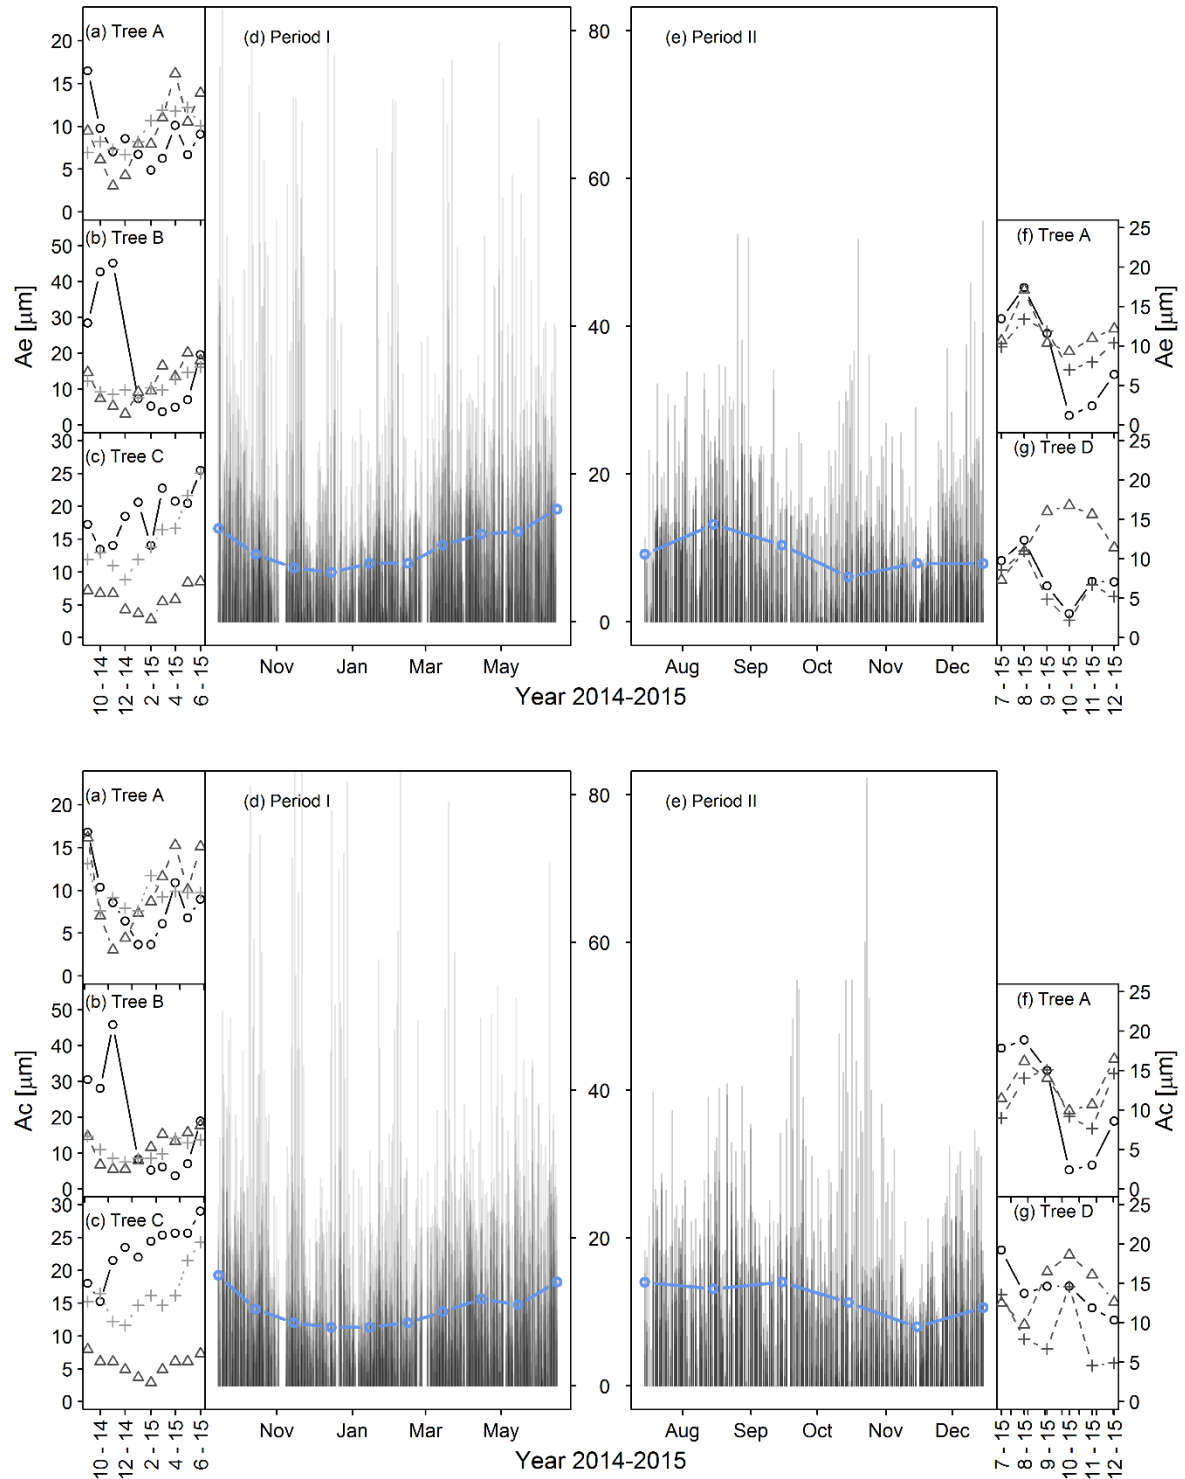 (a) Tree A
(d) Period I
(e) Period II
20
15
10
5
0
80
60
40
20
0
(b) Tree B
50
40
30
20
10
0
Ae [μm]
(c) Tree C
30
25
20
15
10
5
0
(f) Tree A
25
20
15
10
5
0
Ae [μm]
(g) Tree D
25
20
15
10
5
0
10 - 14
12 - 14
2 - 15
4 - 15
6 - 15
Nov
Jan
Mar
May
Aug
Sep
Oct
Nov
Dec
7 - 15
8 - 15
9 - 15
10 - 15
11 - 15
12 - 15
Year 2014-2015
(a) Tree A
(d) Period I
(e) Period II
20
15
10
5
0
80
60
40
20
0
(b) Tree B
50
40
30
20
10
0
Ac [μm]
(c) Tree C
30
25
20
15
10
5
0
(f) Tree A
25
20
15
10
5
0
Ac [μm]
(g) Tree D
25
20
15
10
5
0
10 - 14
12 - 14
2 - 15
4 - 15
6 - 15
Nov
Jan
Mar
May
Aug
Sep
Oct
Nov
Dec
7 - 15
8 - 15
9 - 15
10 - 15
11 - 15
12 - 15
Year 2014-2015